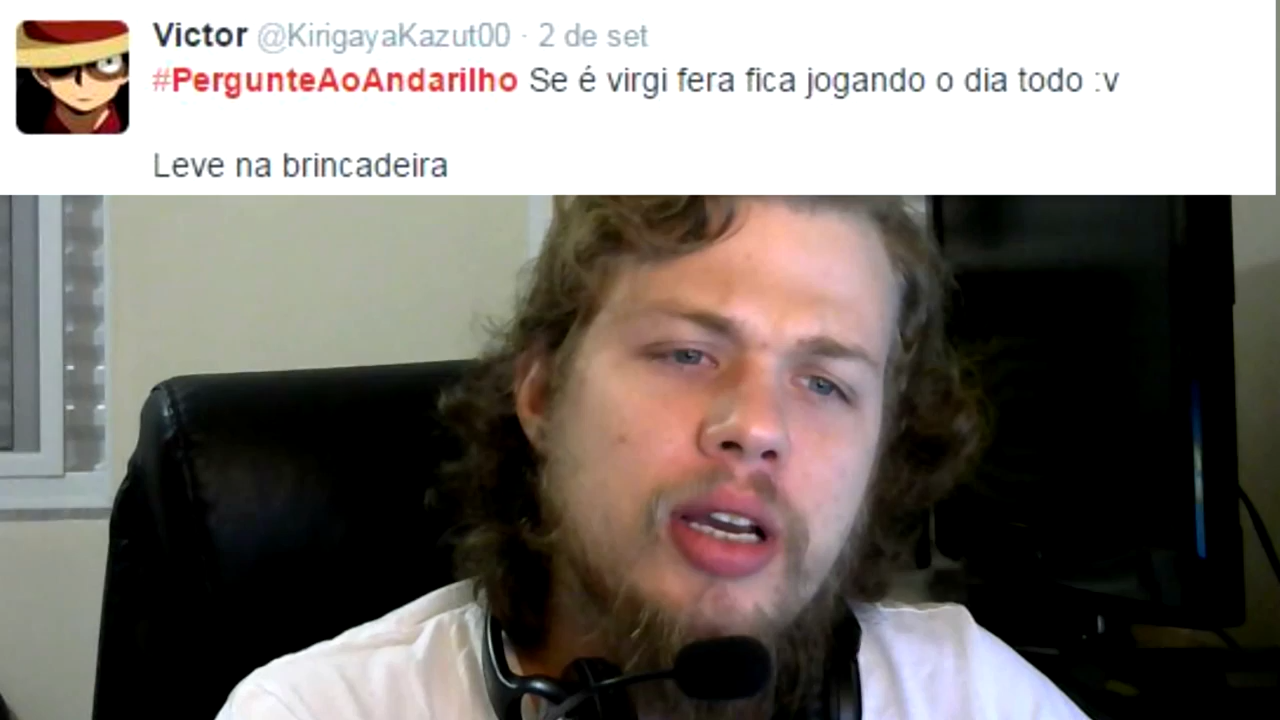 Victor @KirigayaKazut00 · 2 de set
#PergunteAoAndarilho Se é virgi fera fica jogando o dia todo :v
Leve na brincadeira